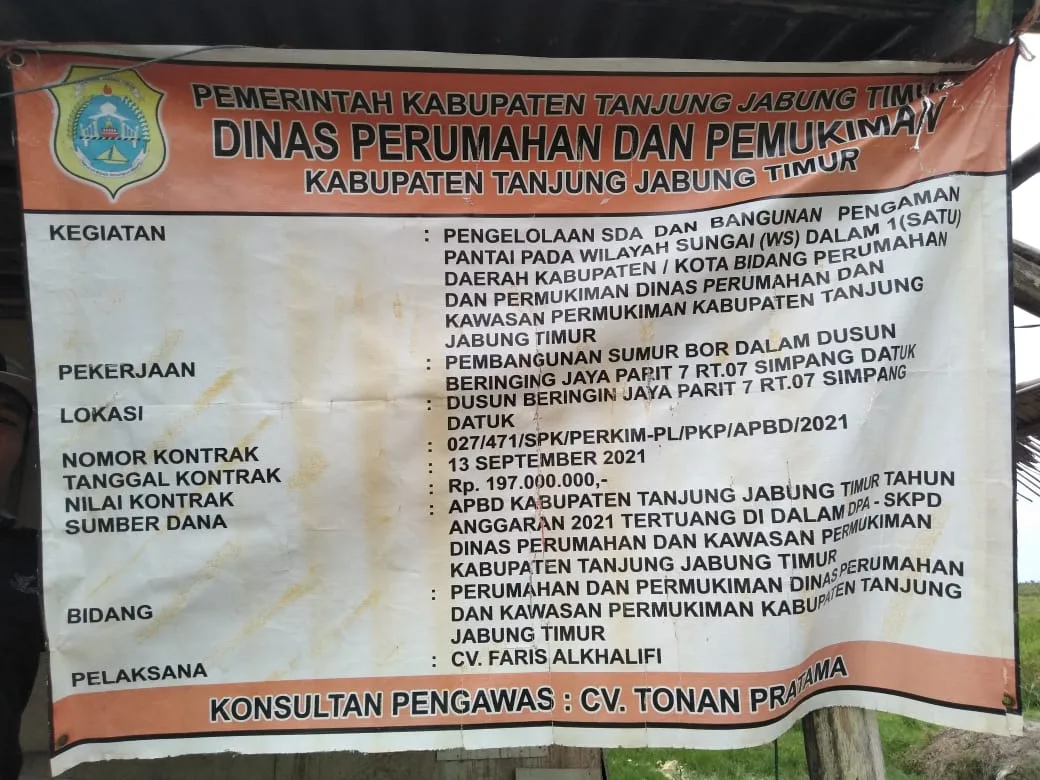 PEMERINTAH KABUPATEN TANJUNG JABUNG TIMUR
DINAS PERUMAHAN DAN PEMUKIMAN
KABUPATEN TANJUNG JABUNG TIMUR
KEGIATAN : PENGELOLAAN SDA DAN BANGUNAN PENGAMAN
PANTAI PADA WILAYAH SUNGAI (WS) DALAM 1(SATU)
DAERAH KABUPATEN / KOTA BIDANG PERUMAHAN
DAN PERMUKIMAN DINAS PERUMAHAN DAN
KAWASAN PERMUKIMAN KABUPATEN TANJUNG
JABUNG TIMUR
PEKERJAAN : PEMBANGUNAN SUMUR BOR DALAM DUSUN
BERINGING JAYA PARIT 7 RT.07 SIMPANG DATUK
LOKASI : DUSUN BERINGIN JAYA PARIT 7 RT.07 SIMPANG
DATUK
NOMOR KONTRAK : 027/471/SPK/PERKIM-PL/PKP/APBD/2021
TANGGAL KONTRAK : 13 SEPTEMBER 2021
NILAI KONTRAK : Rp. 197.000.000,-
SUMBER DANA : APBD KABUPATEN TANJUNG JABUNG TIMUR TAHUN
ANGGARAN 2021 TERTUANG DI DALAM DPA - SKPD
DINAS PERUMAHAN DAN KAWASAN PERMUKIMAN
KABUPATEN TANJUNG JABUNG TIMUR
BIDANG : PERUMAHAN DAN PERMUKIMAN DINAS PERUMAHAN
DAN KAWASAN PERMUKIMAN KABUPATEN TANJUNG
JABUNG TIMUR
PELAKSANA : CV. FARIS ALKHALIFI
KONSULTAN PENGAWAS : CV. TONAN PRATAMA